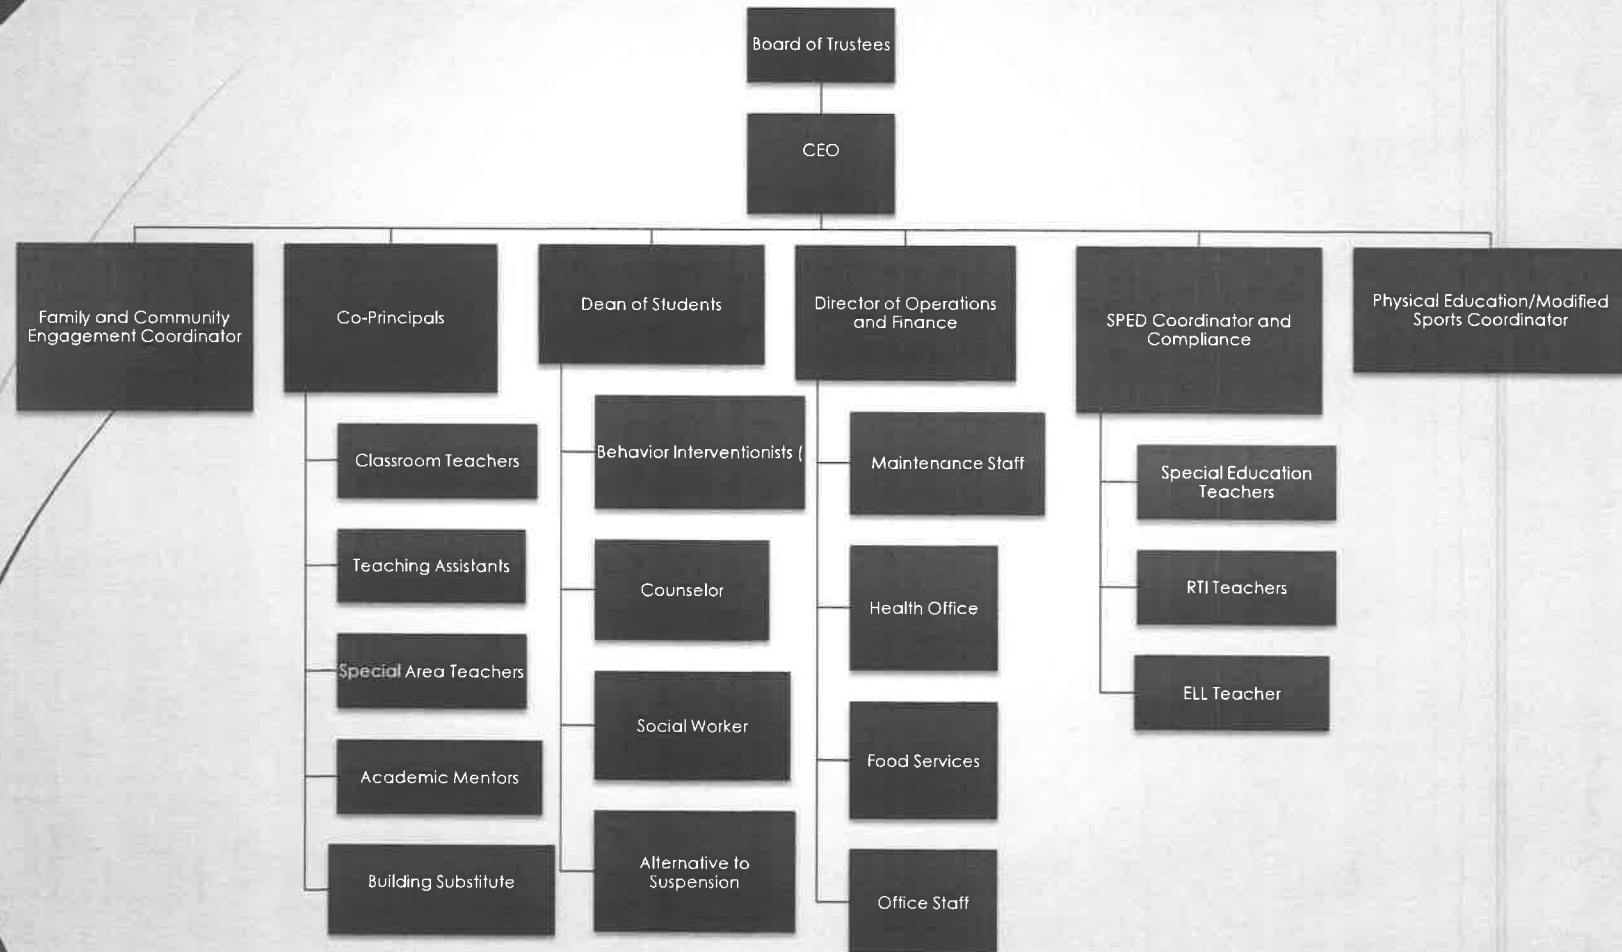 Board of Trustees
CEO
Family and Community
Engagement Coordinator
Co-Principals
Dean of Students
Director of Operations
and Finance
SPED Coordinator and
Compliance
Physical Education/Modified
Sports Coordinator
Classroom Teachers
Teaching Assistants
Special Area Teachers
Academic Mentors
Building Substitute
Behavior Interventionists (
Counselor
Social Worker
Alternative to
Suspension
Maintenance Staff
Health Office
Food Services
Office Staff
Special Education
Teachers
RTI Teachers
ELL Teacher